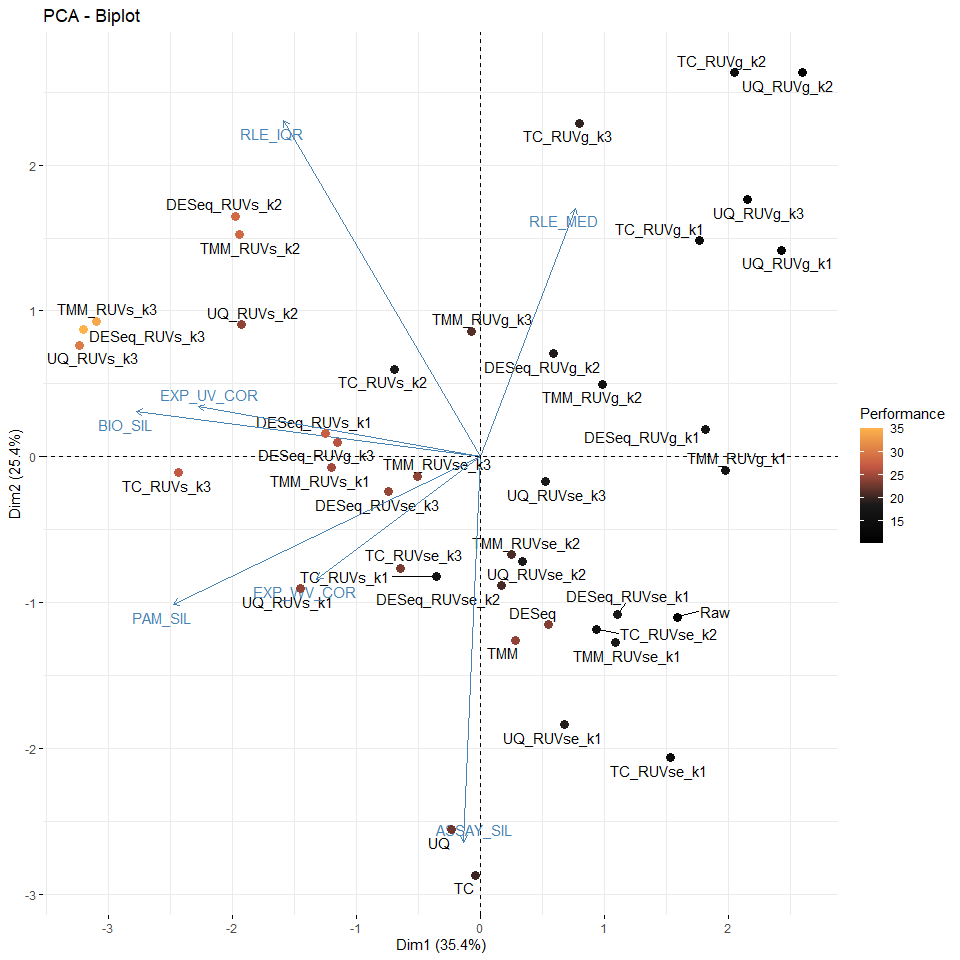 PCA - Biplot
TC_RUVg_k2
UQ_RUVg_k2
RLE_IQR
TC_RUVg_k3
DESeq_RUVs_k2
UQ_RUVg_k3
RLE_MED
TC_RUVg_k1
TMM_RUVs_k2
UQ_RUVg_k1
TMM_RUVs_k3
UQ_RUVs_k2
TMM_RUVg_k3
DESeq_RUVs_k3
UQ_RUVs_k3
DESeq_RUVg_k2
TC_RUVs_k2
EXP_UV_COR
TMM_RUVg_k2
BIO_SIL
DESeq_RUVs_k1
DESeq_RUVg_k1
DESeq_RUVg_k3
TMM_RUVse_k3
TMM_RUVg_k1
TC_RUVs_k3
TMM_RUVs_k1
UQ_RUVse_k3
DESeq_RUVse_k3
TMM_RUVse_k2
TC_RUVse_k3
TC_RUVs_k1
UQ_RUVse_k2
EXP_WV_COR
UQ_RUVs_k1
DESeq_RUVse_k2
DESeq_RUVse_k1
PAM_SIL
DESeq
Raw
TC_RUVse_k2
TMM
TMM_RUVse_k1
UQ_RUVse_k1
TC_RUVse_k1
ASSAY_SIL
UQ
TC
2
1
0
-1
-2
-3
Dim2 (25.4%)
-3
-2
-1
0
1
2
Dim1 (35.4%)
Performance
35
30
25
20
15